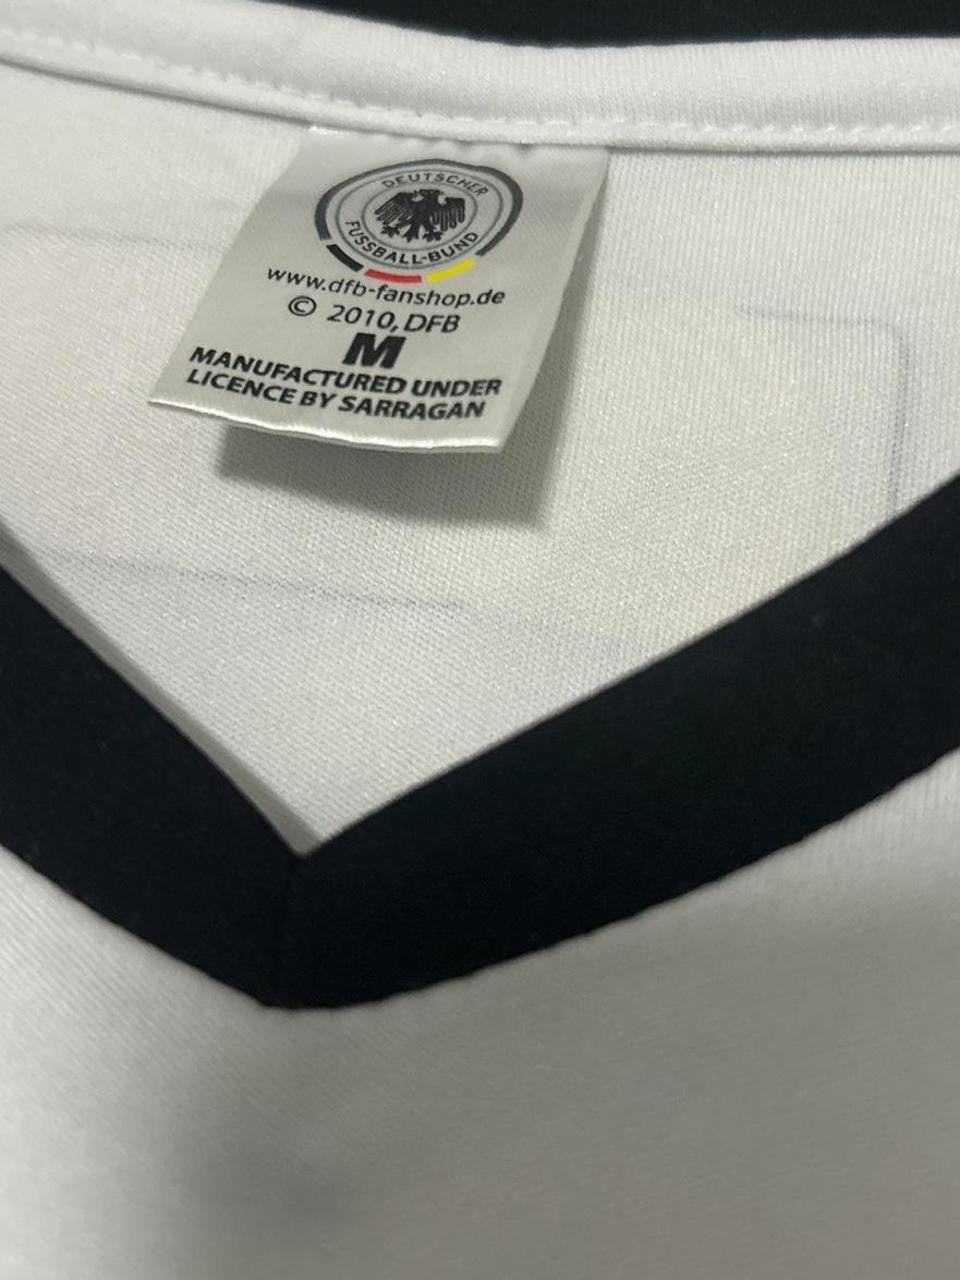 DEUTSCHER
FUSSBALL-BUND
www.dfb-fanshop.de
© 2010, DFB
M
MANUFACTURED UNDER
LICENCE BY SARRAGAN